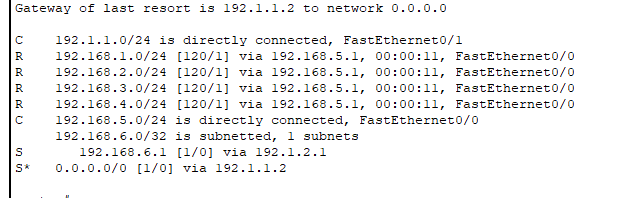 Gateway of last resort is 192.1.1.2 to network 0.0.0.0
C 192.1.1.0/24 is directly connected, FastEthernet0/1
R 192.168.1.0/24 [120/1] via 192.168.5.1, 00:00:11, FastEthernet0/0
R 192.168.2.0/24 [120/1] via 192.168.5.1, 00:00:11, FastEthernet0/0
R 192.168.3.0/24 [120/1] via 192.168.5.1, 00:00:11, FastEthernet0/0
R 192.168.4.0/24 [120/1] via 192.168.5.1, 00:00:11, FastEthernet0/0
C 192.168.5.0/24 is directly connected, FastEthernet0/0
192.168.6.0/32 is subnetted, 1 subnets
S 192.168.6.1 [1/0] via 192.1.2.1
S* 0.0.0.0/0 [1/0] via 192.1.1.2